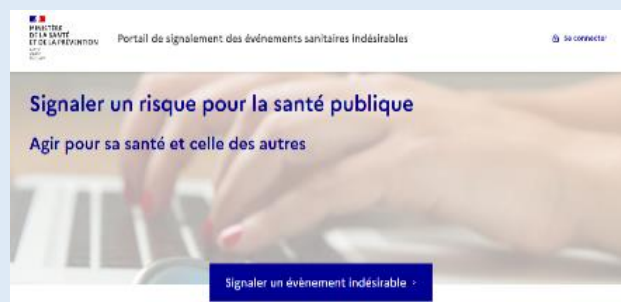 MINISTÈRE
DE LA SANTÉ
ET DE LA PRÉVENTION
Portail de signalement des événements sanitaires indésirables
Se connecter
Signaler un risque pour la santé publique
Agir pour sa santé et celle des autres
Signaler un évènement indésirable >